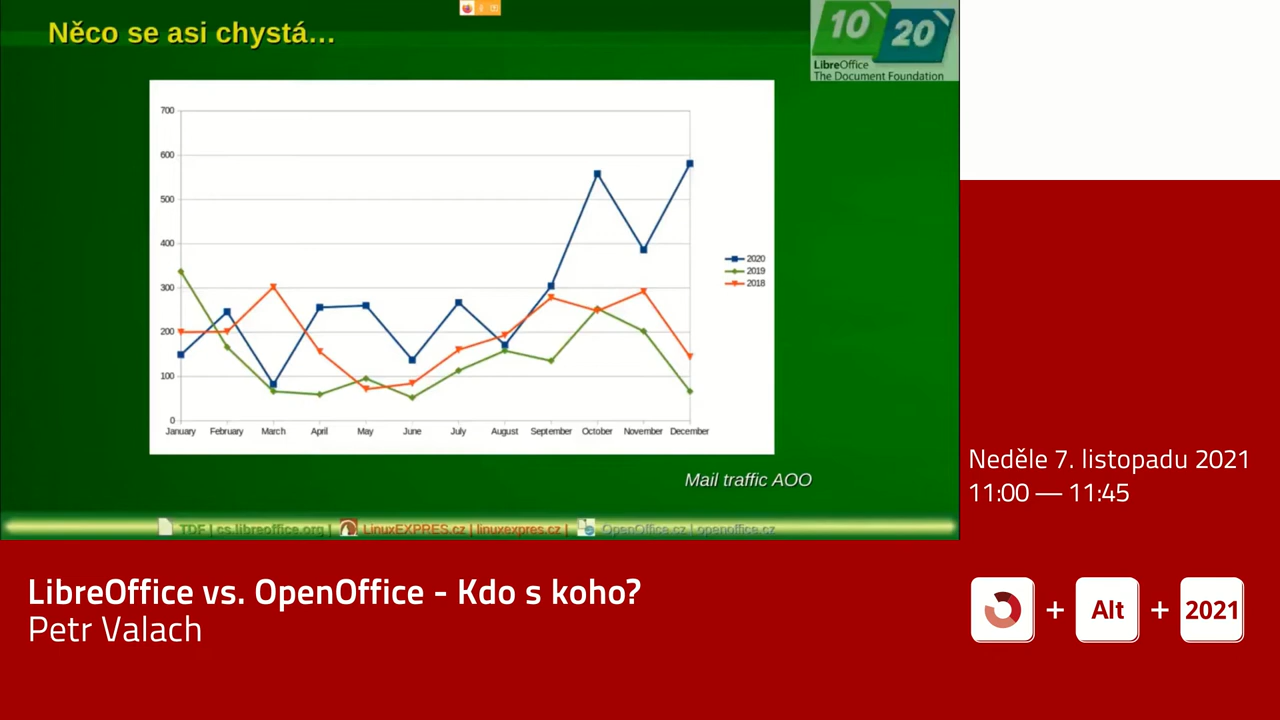 Něco se asi chystá...
10
20
LibreOffice
The Document Foundation
700
600
500
400
300
200
100
0
January February March April May June July August September October November December
2020
2019
2018
Mail traffic AOO
TDF | cs.libreoffice.org | LinuxEXPRES.cz | linuxexpres.cz | OpenOffice.cz | openoffice.cz
Neděle 7. listopadu 2021
11:00 — 11:45
LibreOffice vs. OpenOffice - Kdo s koho?
Petr Valach
+ Alt + 2021